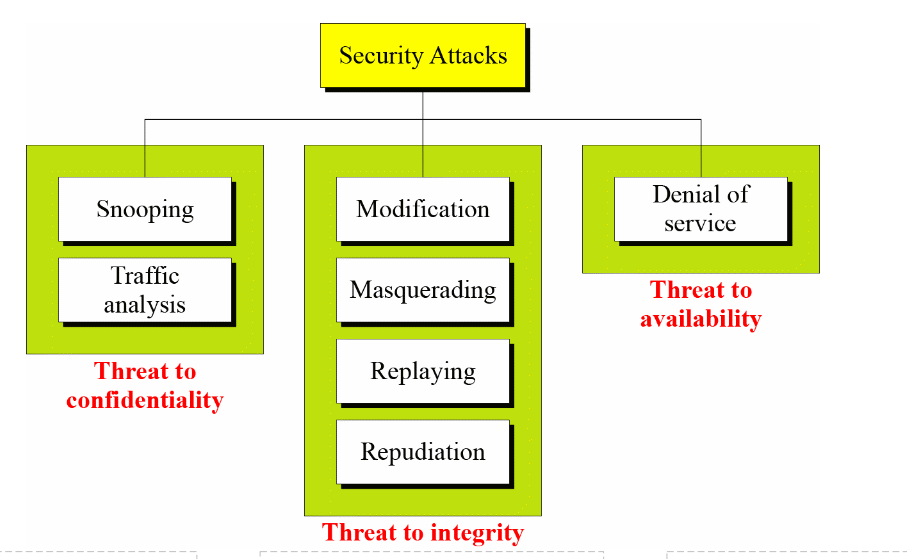 Security Attacks
Snooping
Traffic
analysis
Threat to
confidentiality
Modification
Masquerading
Replaying
Repudiation
Threat to integrity
Denial of
service
Threat to
availability